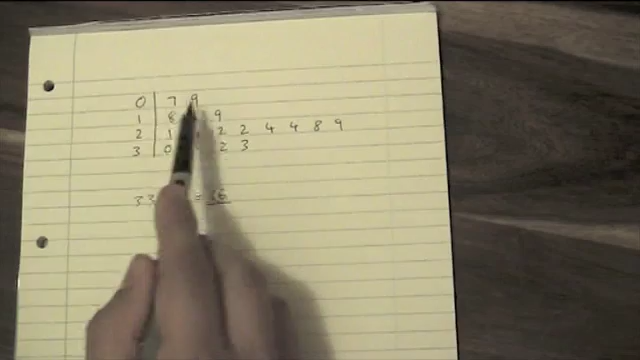 0 | 7 9
1 | 8 9
2 | 1 2 2 4 4 8 9
3 | 0 2 3
33 =